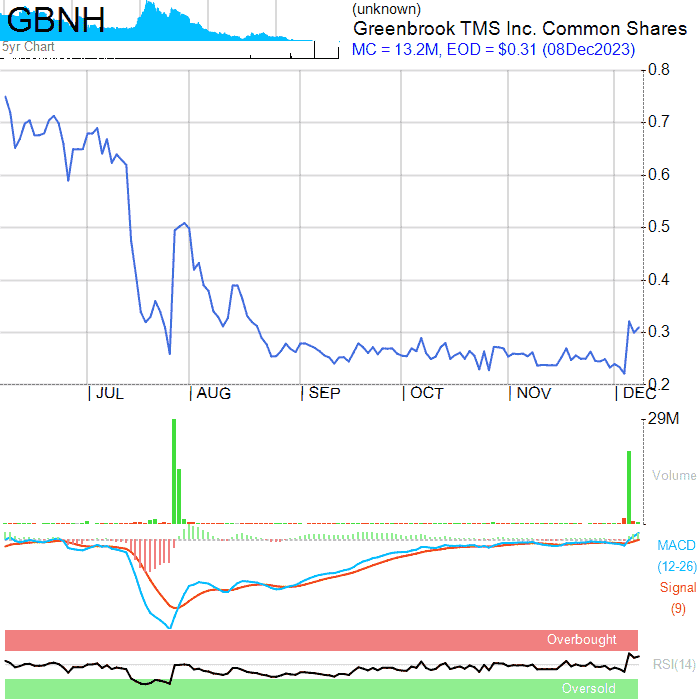 GBNH
5yr Chart
(unknown)
Greenbrook TMS Inc. Common Shares
MC = 13.2M, EOD = $0.31 (08Dec2023)
0.8
0.7
0.6
0.5
0.4
0.3
0.2
JUL AUG SEP OCT NOV DEC
29M
Volume
MACD
(12-26)
Signal
(9)
Overbought
RSI(14)
Oversold